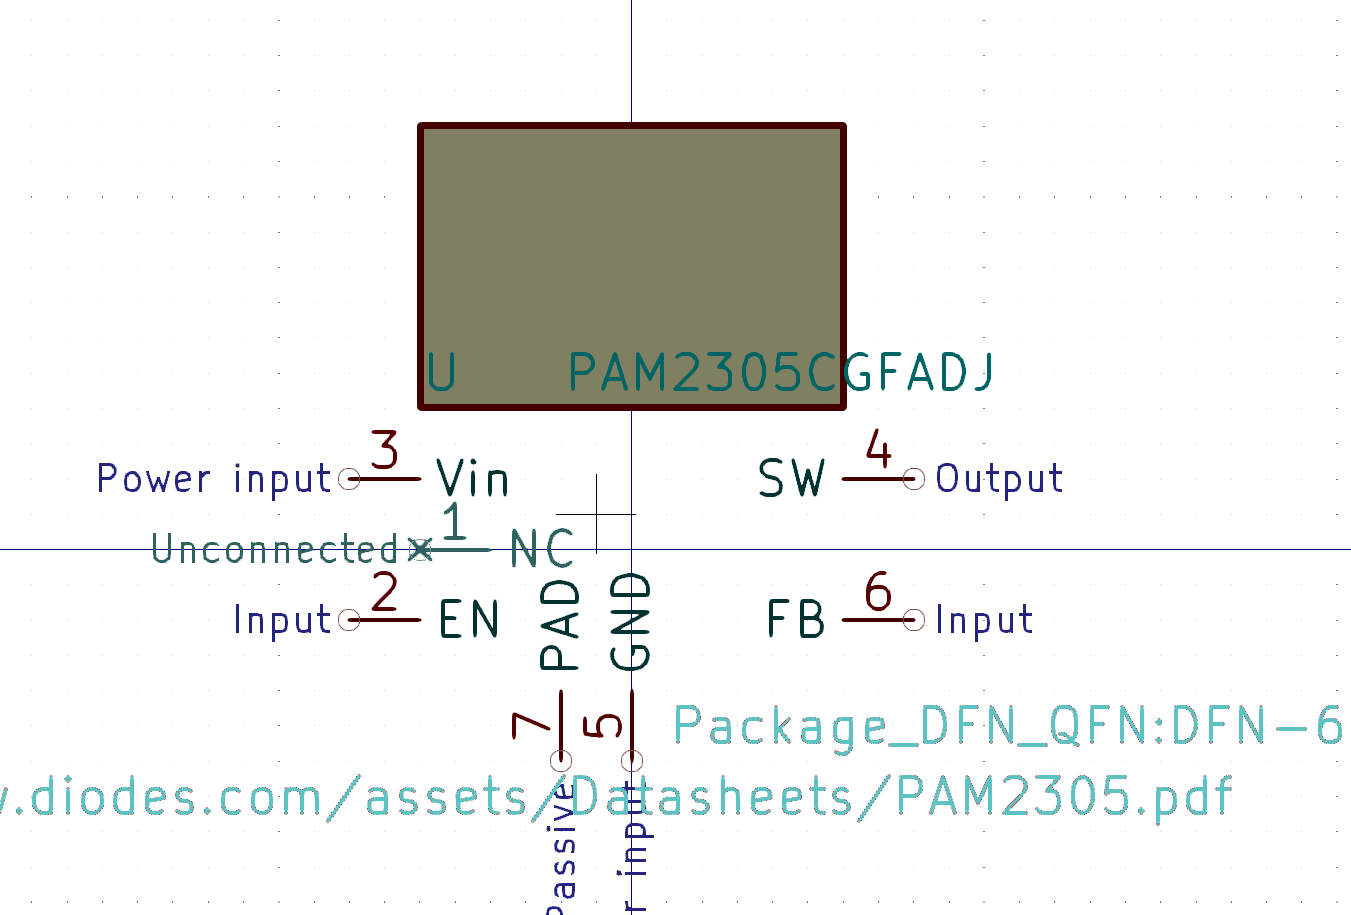 U PAM2305CGFADJ
Power input 3 Vin
SW 4 Output
Unconnected 1 NC
Input 2 EN
FB 6 Input
PAD
GND
7
5
Package_DFN_QFN:DFN-6
.diodes.com/assets/Datasheets/PAM2305.pdf
Passive
r input